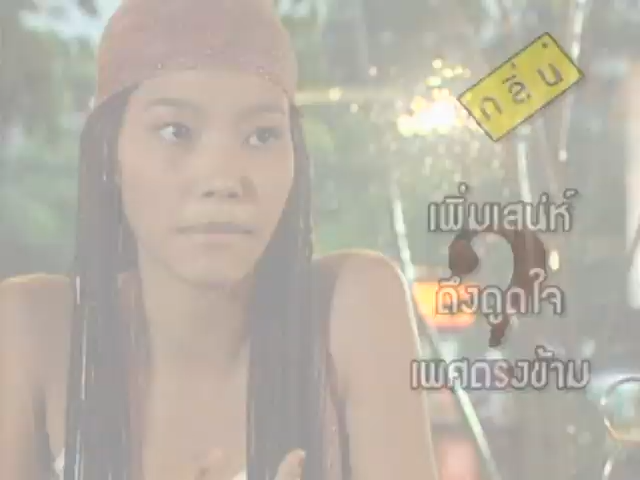 กลิ่น
เพิ่มเสน่ห์
?
ดึงดูดใจ
เพศตรงข้าม